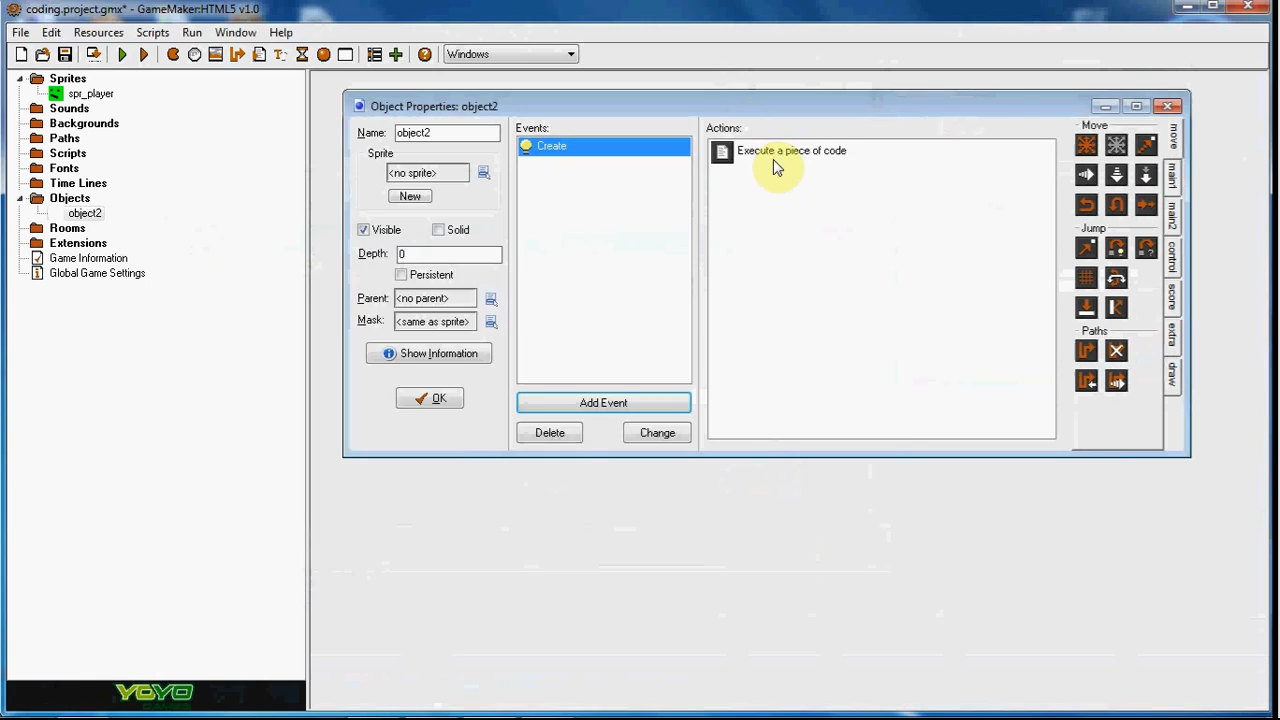 coding.project.gmx* - GameMaker:HTML5 v1.0
File Edit Resources Scripts Run Window Help
Windows
Sprites
spr_player
Sounds
Backgrounds
Paths
Scripts
Fonts
Time Lines
Objects
object2
Rooms
Extensions
Game Information
Global Game Settings
YOYO
GAMES
Object Properties: object2
Name: object2
Sprite
<no sprite>
New
Visible Solid
Depth: 0
Persistent
Parent: <no parent>
Mask: <same as sprite>
Show Information
OK
Events:
Create
Add Event
Delete Change
Actions:
Execute a piece of code
Move
Jump
Paths
move
main1
main2
control
score
extra
draw